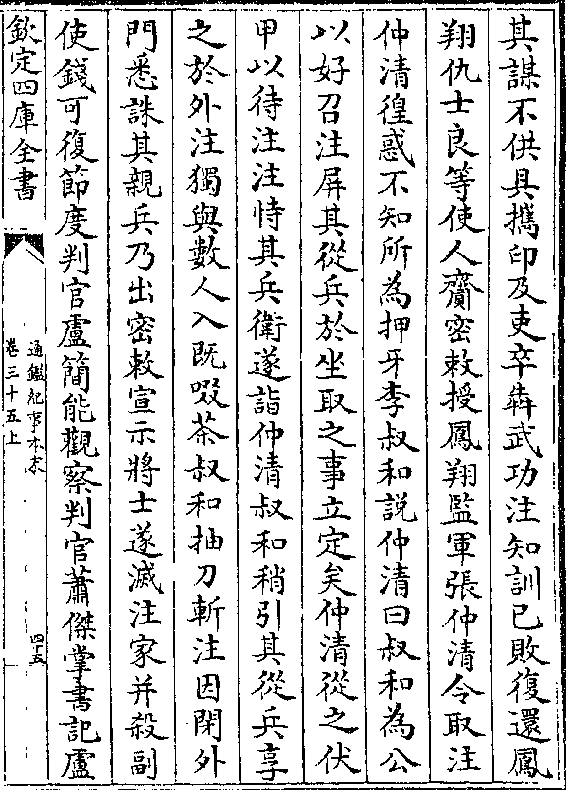 其謀不供具攜印及吏卒犇武功注知訓已敗復還鳳
翔仇士良等使人齎密敕授鳳翔監軍張仲清令取注
仲清徨惑不知所為押牙李叔和説仲清曰叔和為公
以好召注屏其從兵於坐取之事立定矣仲清從之伏
甲以待注注恃其兵衛遂詣仲清叔和稍引其從兵享
之於外注獨與數人入既啜茶叔和抽刀斬注因閉外
門悉誅其親兵乃出密敕宣示將士遂滅注家并殺副
使錢可復節度判官盧簡能觀察判官蕭傑掌書記盧
欽定四庫全書
通鑑紀事本末
卷三十五上
四十五